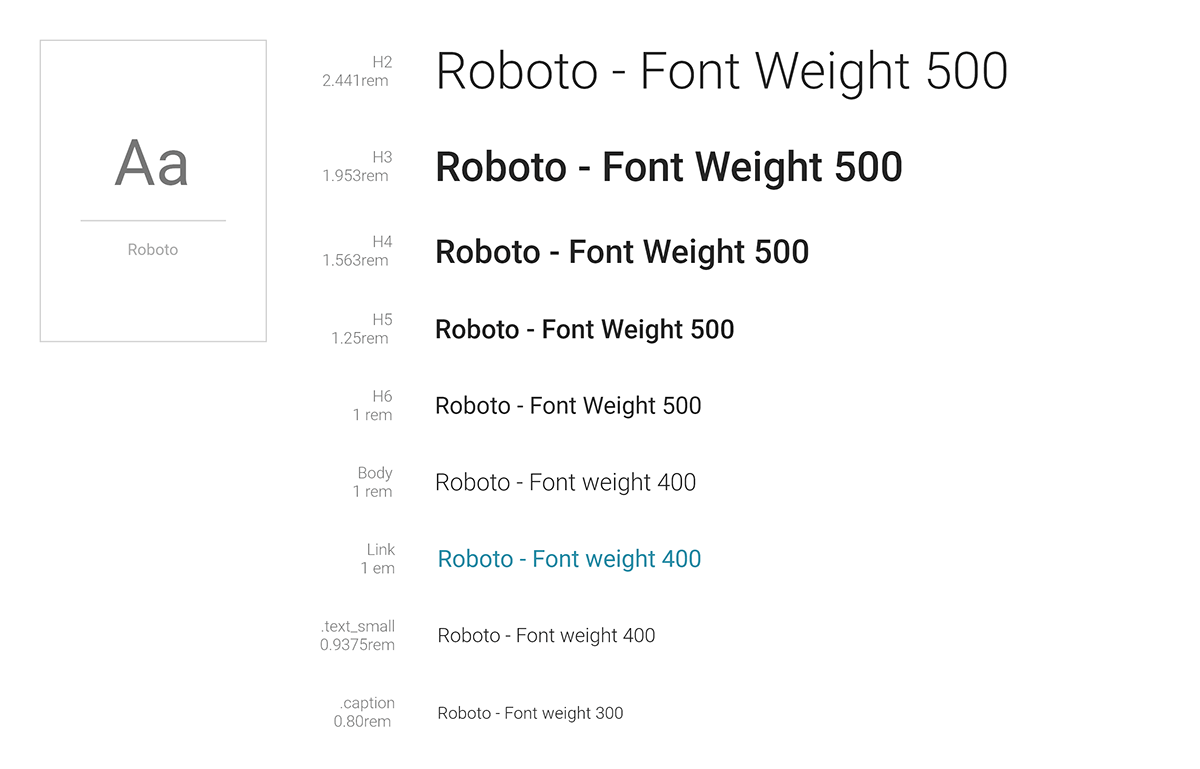 Aa
Roboto
H2
2.441rem
Roboto - Font Weight 500
H3
1.953rem
Roboto - Font Weight 500
H4
1.563rem
Roboto - Font Weight 500
H5
1.25rem
Roboto - Font Weight 500
H6
1 rem
Roboto - Font Weight 500
Body
1 rem
Roboto - Font weight 400
Link
1 em
Roboto - Font weight 400
.text_small
0.9375rem
Roboto - Font weight 400
.caption
0.80rem
Roboto - Font weight 300